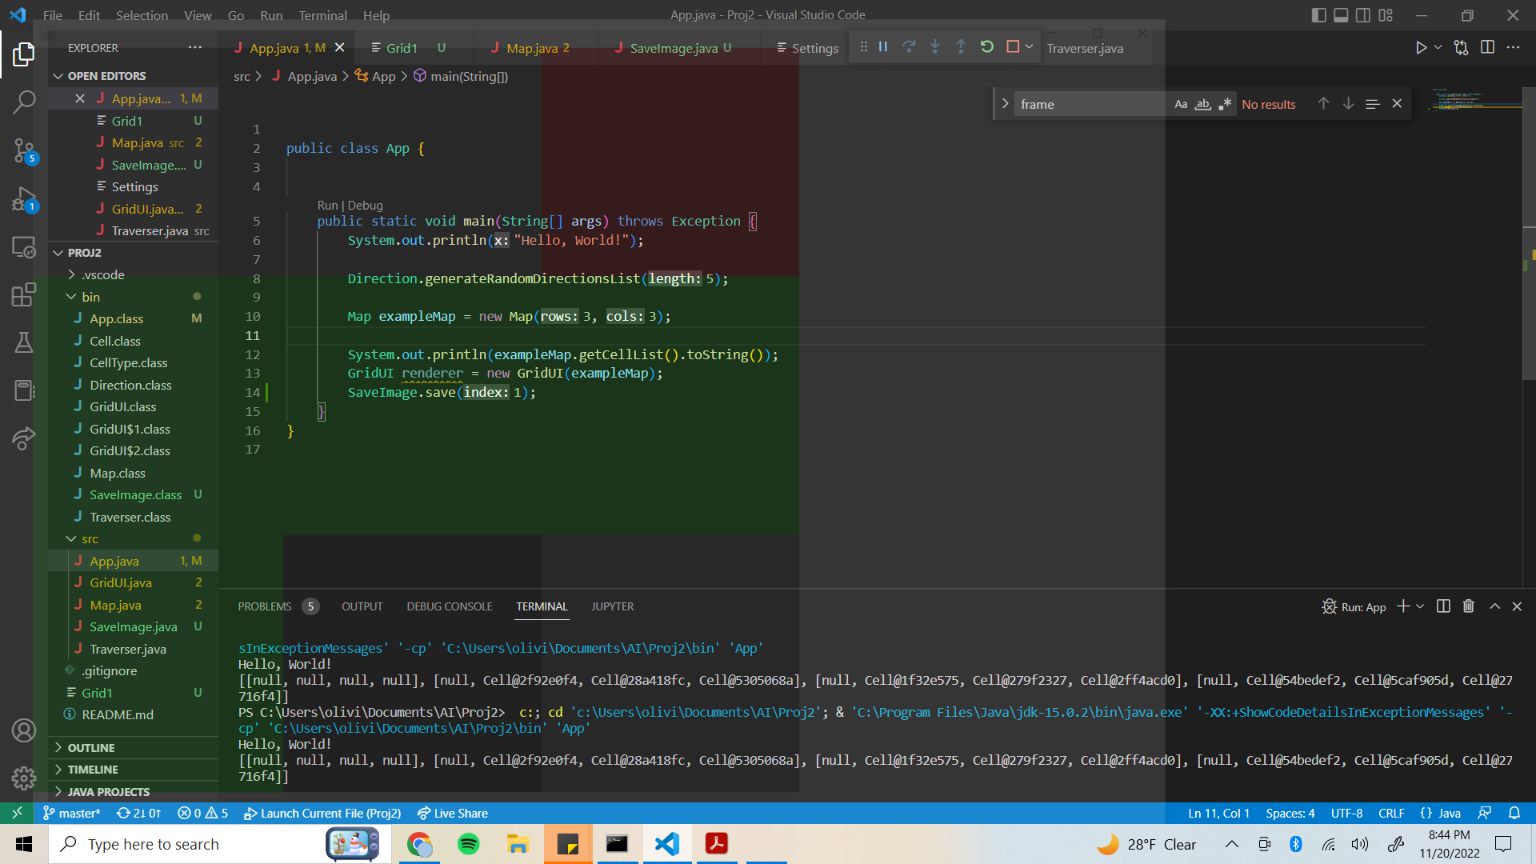 File Edit Selection View Go Run Terminal Help
App.java - Proj2 - Visual Studio Code
EXPLORER
App.java 1, M
Grid1 U
Map.java 2
SaveImage.java U
Settings
Traverser.java
OPEN EDITORS
App.java... 1, M
Grid1 U
Map.java src 2
SaveImage.... U
Settings
GridUI.java... 2
Traverser.java src
PROJ2
.vscode
bin
App.class M
Cell.class
CellType.class
Direction.class
GridUI.class
GridUI$1.class
GridUI$2.class
Map.class
SaveImage.class U
Traverser.class
src
App.java 1, M
GridUI.java 2
Map.java 2
SaveImage.java U
Traverser.java
.gitignore
Grid1 U
README.md
OUTLINE
TIMELINE
JAVA PROJECTS
5
1
src > App.java > App > main(String[])
frame Aa ab No results
1
2 public class App {
3
4
Run | Debug
5 public static void main(String[] args) throws Exception {
6 System.out.println(x: "Hello, World!");
7
8 Direction.generateRandomDirectionsList(length: 5);
9
10 Map exampleMap = new Map(rows: 3, cols: 3);
11
12 System.out.println(exampleMap.getCellList().toString());
13 GridUI renderer = new GridUI(exampleMap);
14 SaveImage.save(index: 1);
15 }
16 }
17
PROBLEMS 5 OUTPUT DEBUG CONSOLE TERMINAL JUPYTER
Run: App
sInExceptionMessages' '-cp' 'C:\Users\olivi\Documents\AI\Proj2\bin' 'App'
Hello, World!
[[null, null, null, null], [null, Cell@2f92e0f4, Cell@28a418fc, Cell@5305068a], [null, Cell@1f32e575, Cell@279f2327, Cell@2ff4acd0], [null, Cell@54bedef2, Cell@5caf905d, Cell@27
716f4]]
PS C:\Users\olivi\Documents\AI\Proj2> c:; cd 'c:\Users\olivi\Documents\AI\Proj2'; & 'C:\Program Files\Java\jdk-15.0.2\bin\java.exe' '-XX:+ShowCodeDetailsInExceptionMessages' '-
cp' 'C:\Users\olivi\Documents\AI\Proj2\bin' 'App'
Hello, World!
[[null, null, null, null], [null, Cell@2f92e0f4, Cell@28a418fc, Cell@5305068a], [null, Cell@1f32e575, Cell@279f2327, Cell@2ff4acd0], [null, Cell@54bedef2, Cell@5caf905d, Cell@27
716f4]]
master* 2↓ 0↑ 0 5 Launch Current File (Proj2) Live Share
Ln 11, Col 1 Spaces: 4 UTF-8 CRLF {} Java
Type here to search
28°F Clear
8:44 PM
11/20/2022